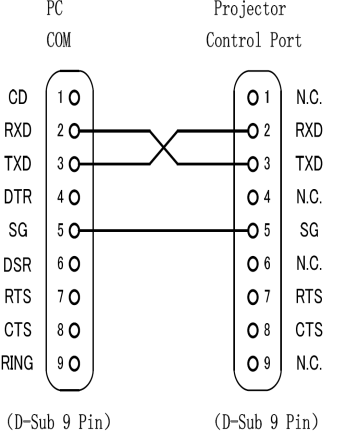 PC Projector
COM Control Port
CD 1 1 N.C.
RXD 2 2 RXD
TXD 3 3 TXD
DTR 4 4 N.C.
SG 5 5 SG
DSR 6 6 N.C.
RTS 7 7 RTS
CTS 8 8 CTS
RING 9 9 N.C.
(D-Sub 9 Pin) (D-Sub 9 Pin)